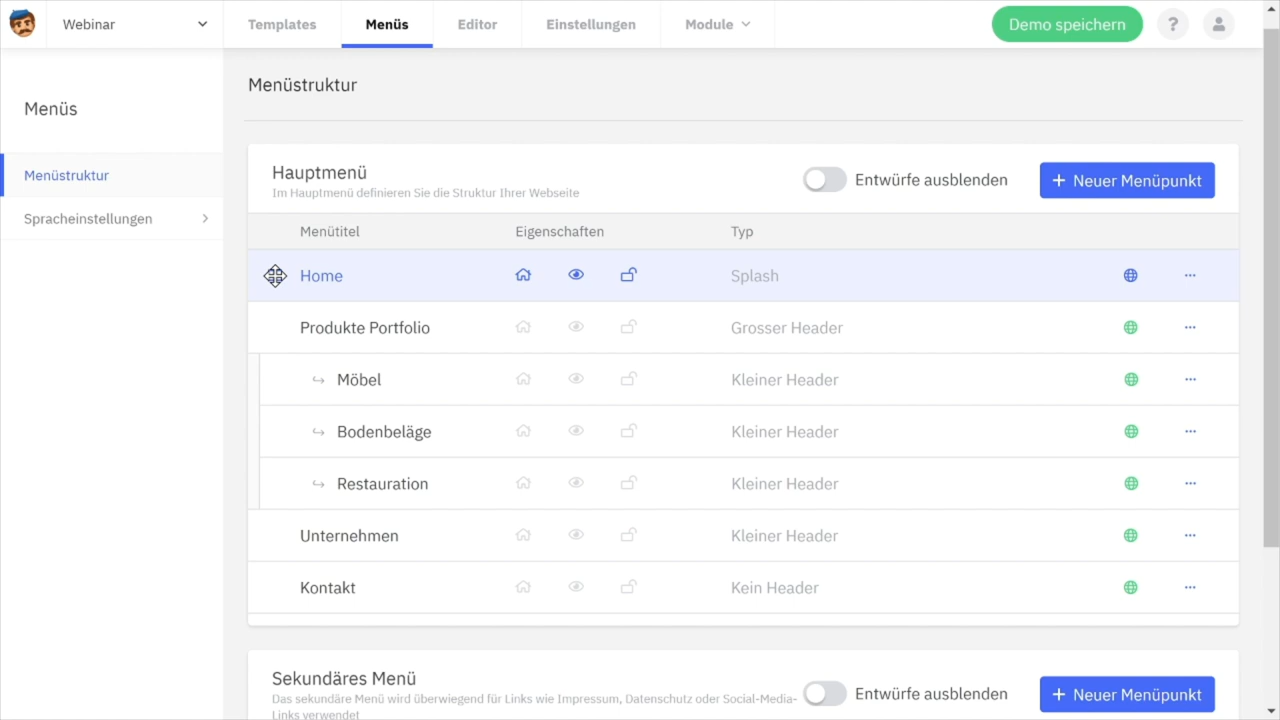 Webinar
Templates
Menüs
Editor
Einstellungen
Module
Demo speichern
?
Menüs
Menüstruktur
Spracheinstellungen
Menüstruktur
Hauptmenü
Im Hauptmenü definieren Sie die Struktur Ihrer Webseite
Entwürfe ausblenden
+ Neuer Menüpunkt
Menütitel Eigenschaften Typ
Home Splash
Produkte Portfolio Grosser Header
Möbel Kleiner Header
Bodenbeläge Kleiner Header
Restauration Kleiner Header
Unternehmen Kleiner Header
Kontakt Kein Header
Sekundäres Menü
Das sekundäre Menü wird überwiegend für Links wie Impressum, Datenschutz oder Social-Media-
Links verwendet
Entwürfe ausblenden
+ Neuer Menüpunkt